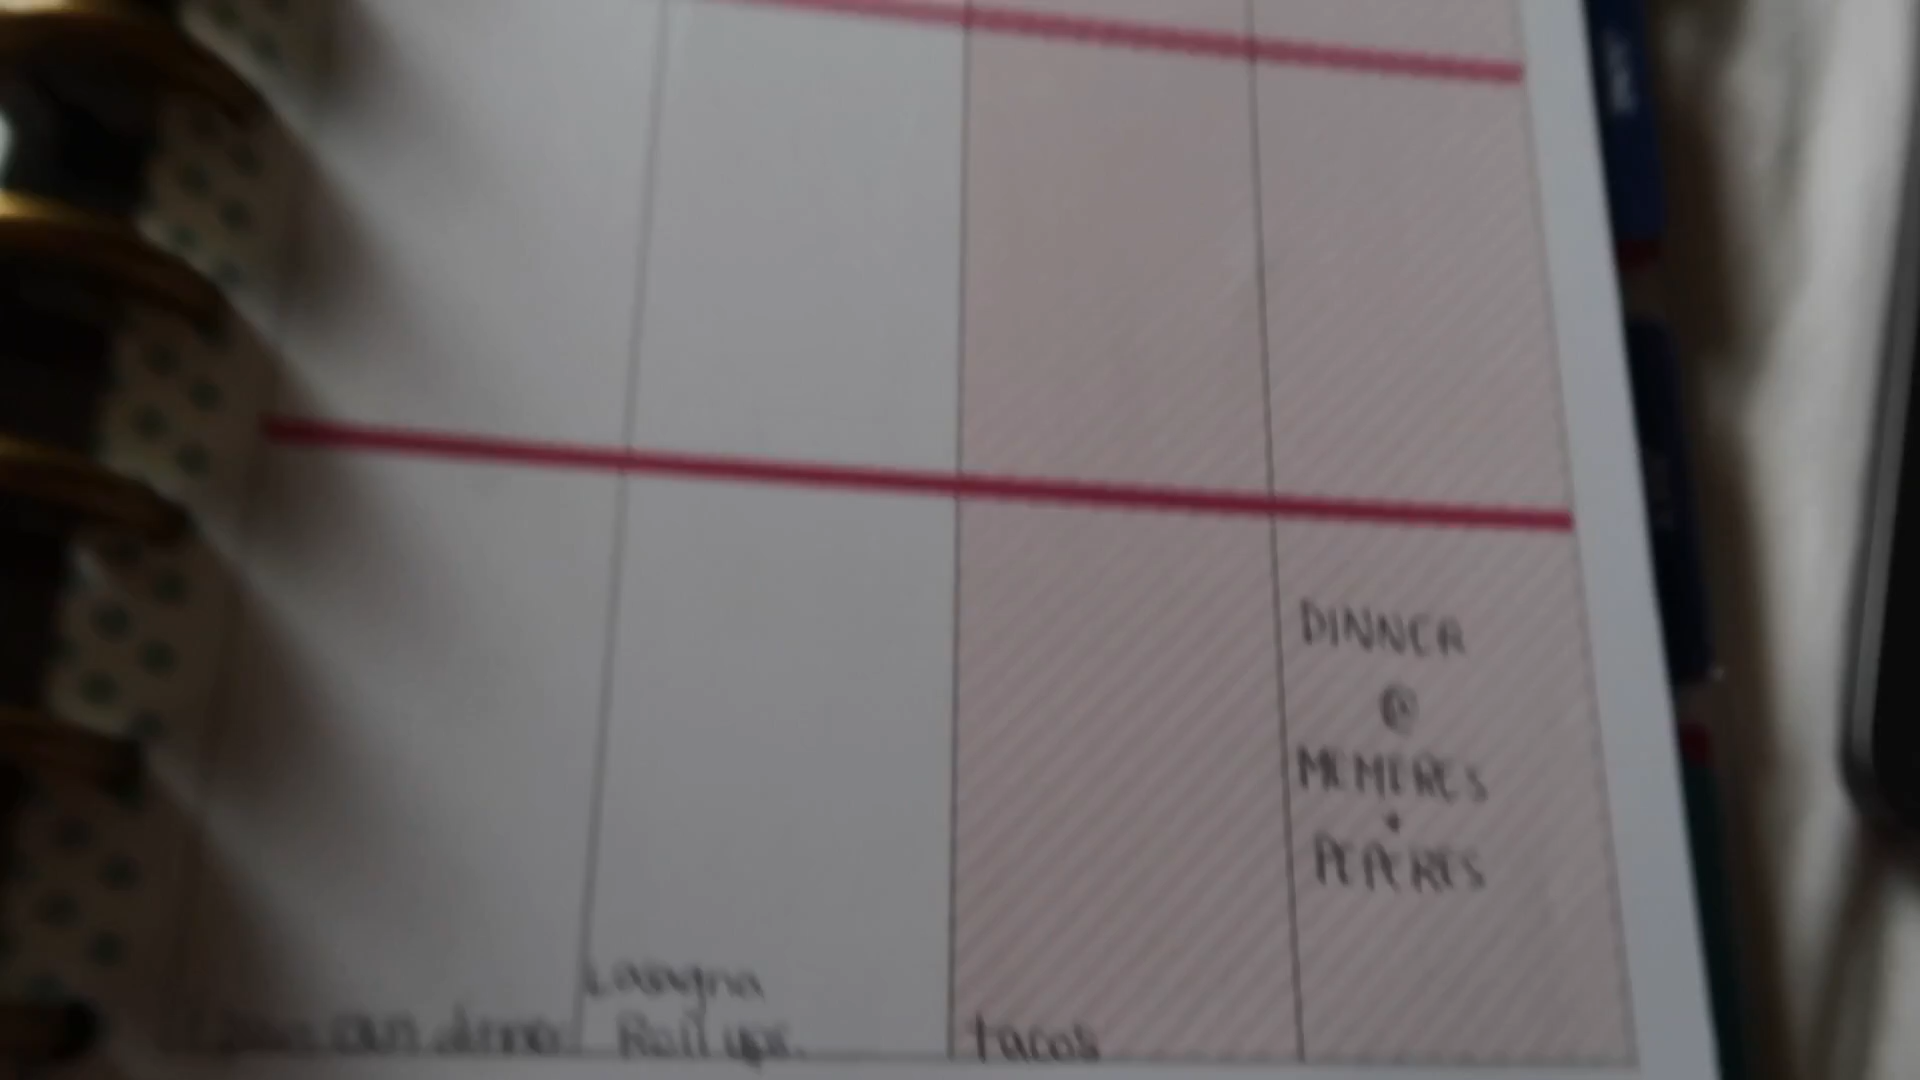 DINNER
@
MEMERES
+
PEPERES
Lasagna
Roll ups.
tacos